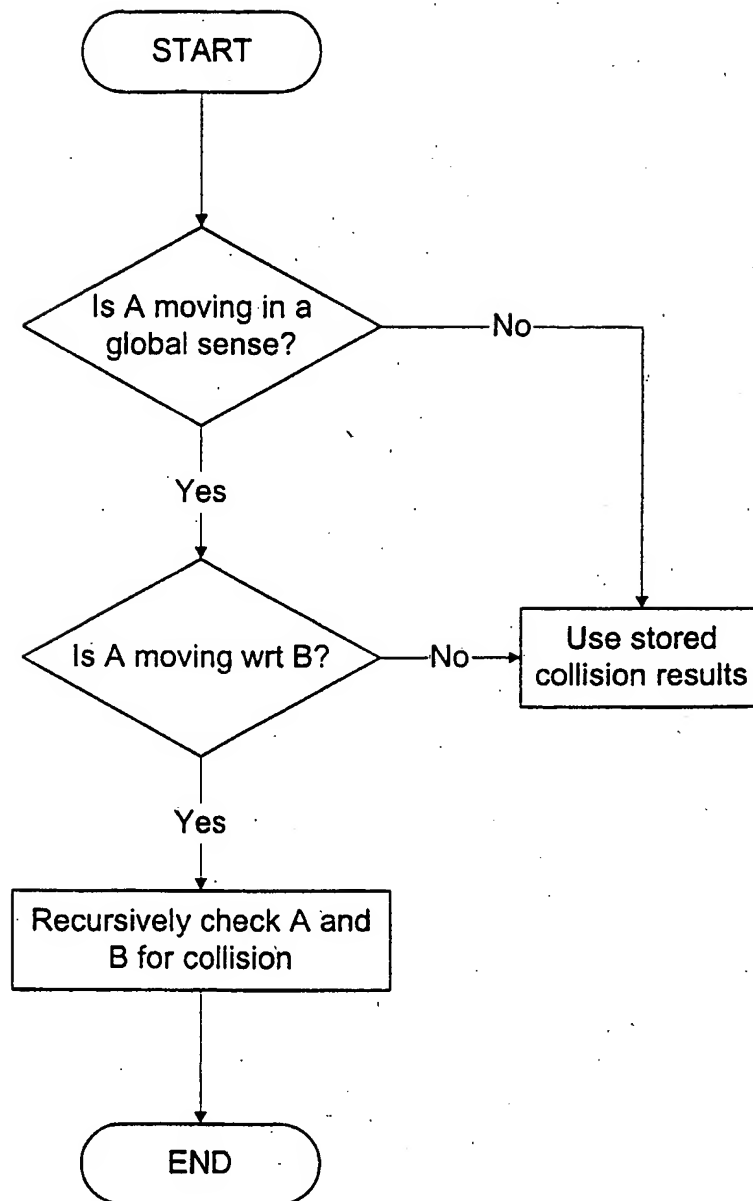 START
Is A moving in a
global sense?
No
Yes
Is A moving wrt B?
No
Use stored
collision results
Yes
Recursively check A and
B for collision
END